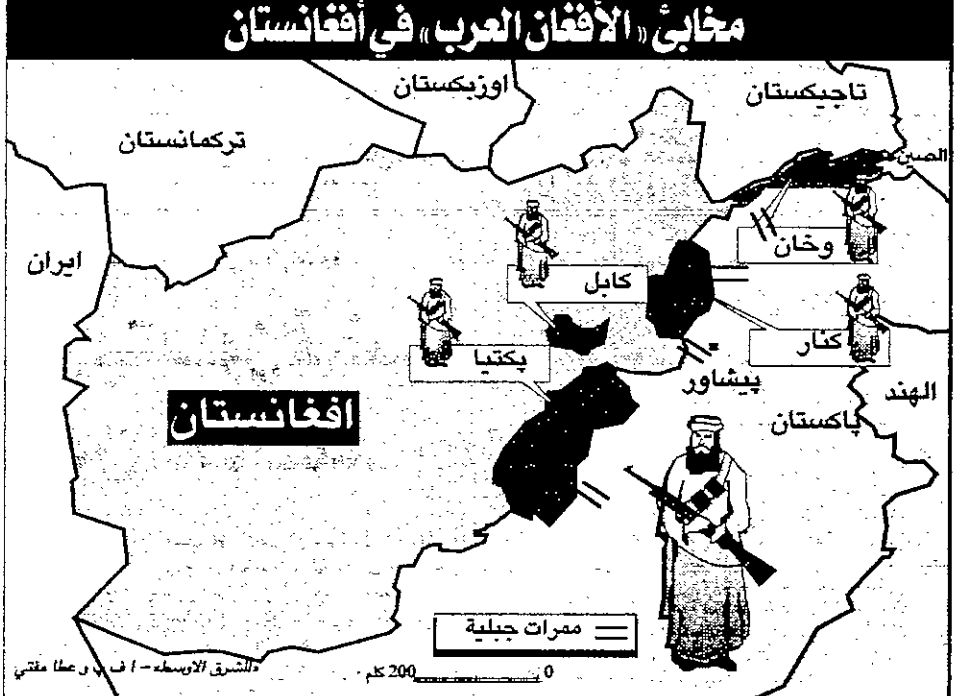 مخابئ «الأفغان العرب» في أفغانستان
تاجيكستان
اوزبكستان
تركمانستان
الصين
ايران
وخان
كابل
كنار
پكتيا
پيشاور
الهند
افغانستان
پاكستان
ممرات جبلية
0 200 كلم
«الشرق الاوسط» – ا ف پ و عطا مفتي